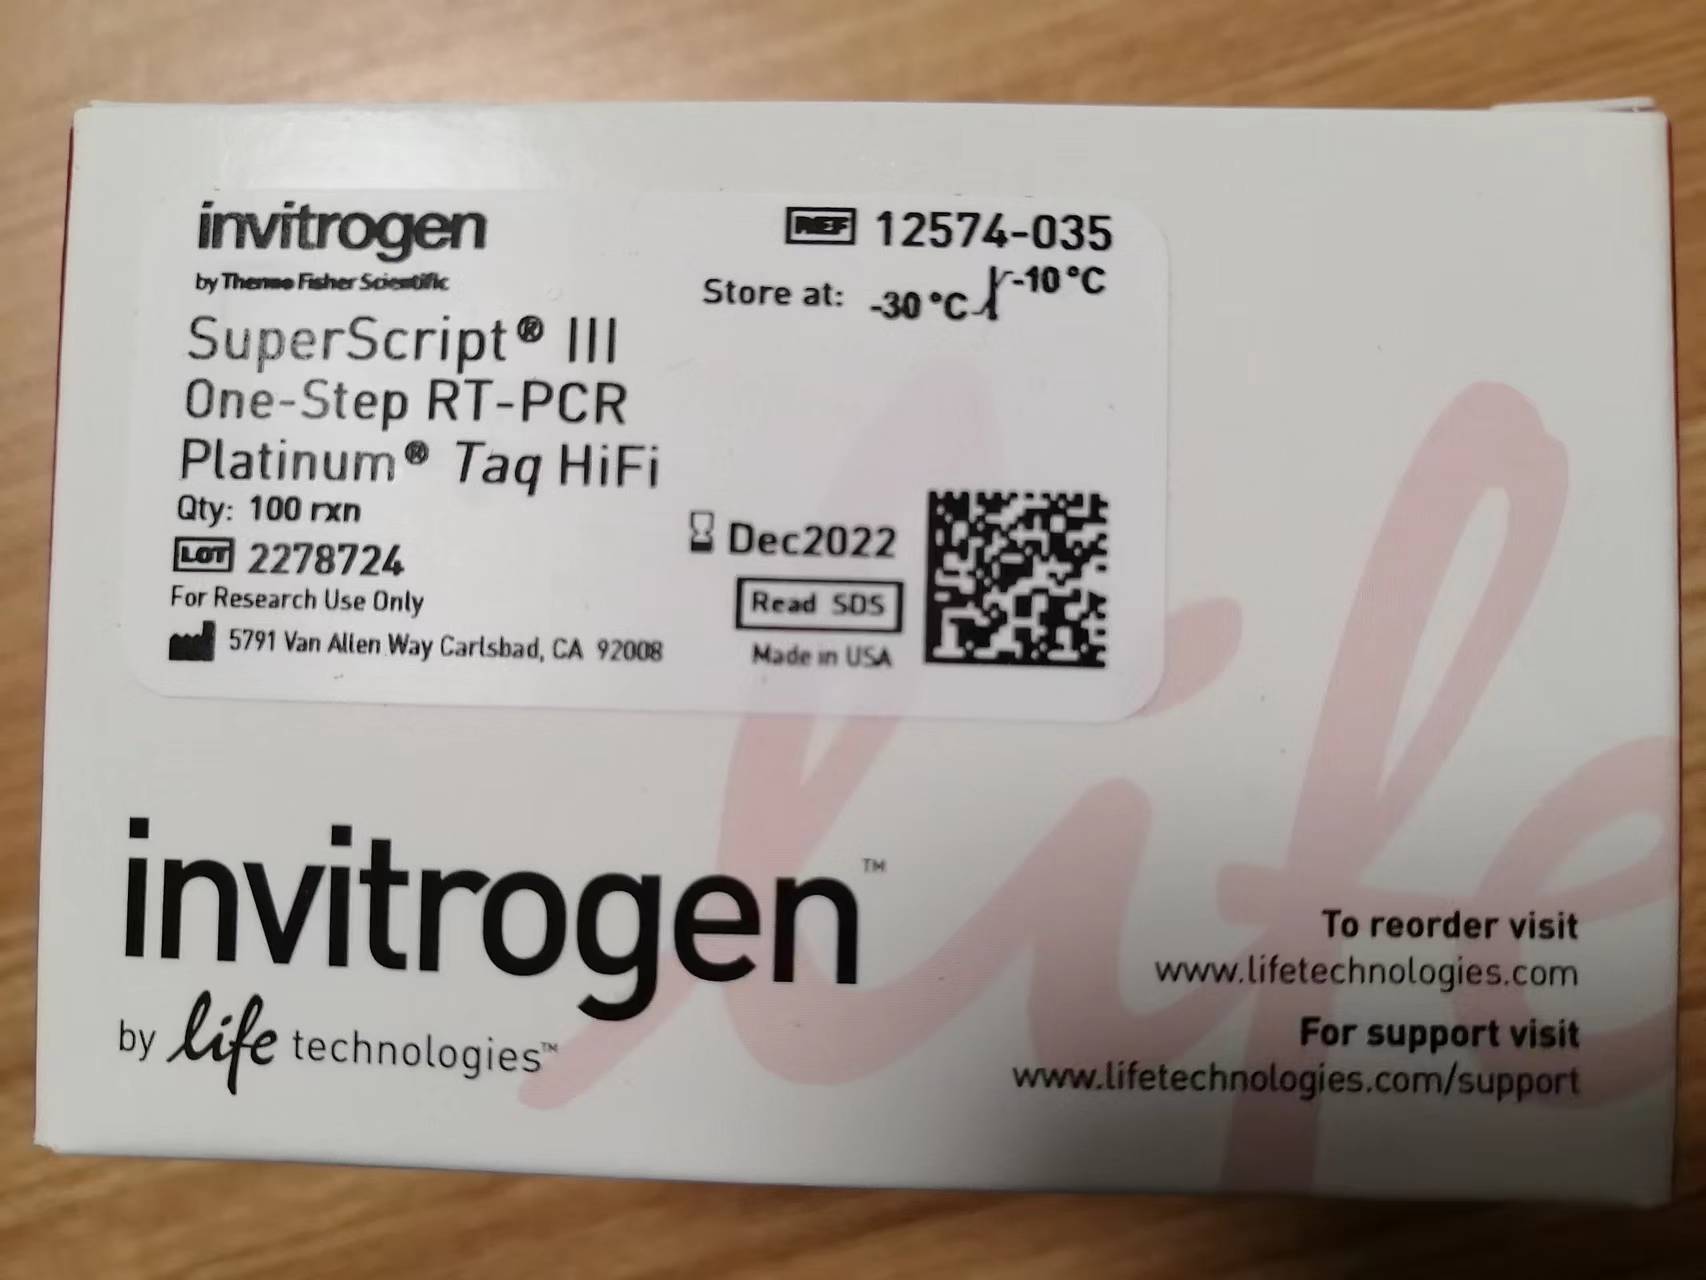 invitrogen
by Thermo Fisher Scientific
REF 12574-035
Store at: -30°C -10°C
SuperScript® III
One-Step RT-PCR
Platinum® Taq HiFi
Qty: 100 rxn
LOT 2278724
Dec2022
For Research Use Only
Read SDS
5791 Van Allen Way Carlsbad, CA 92008
Made in USA
life
invitrogen™
by life technologies™
To reorder visit
www.lifetechnologies.com
For support visit
www.lifetechnologies.com/support